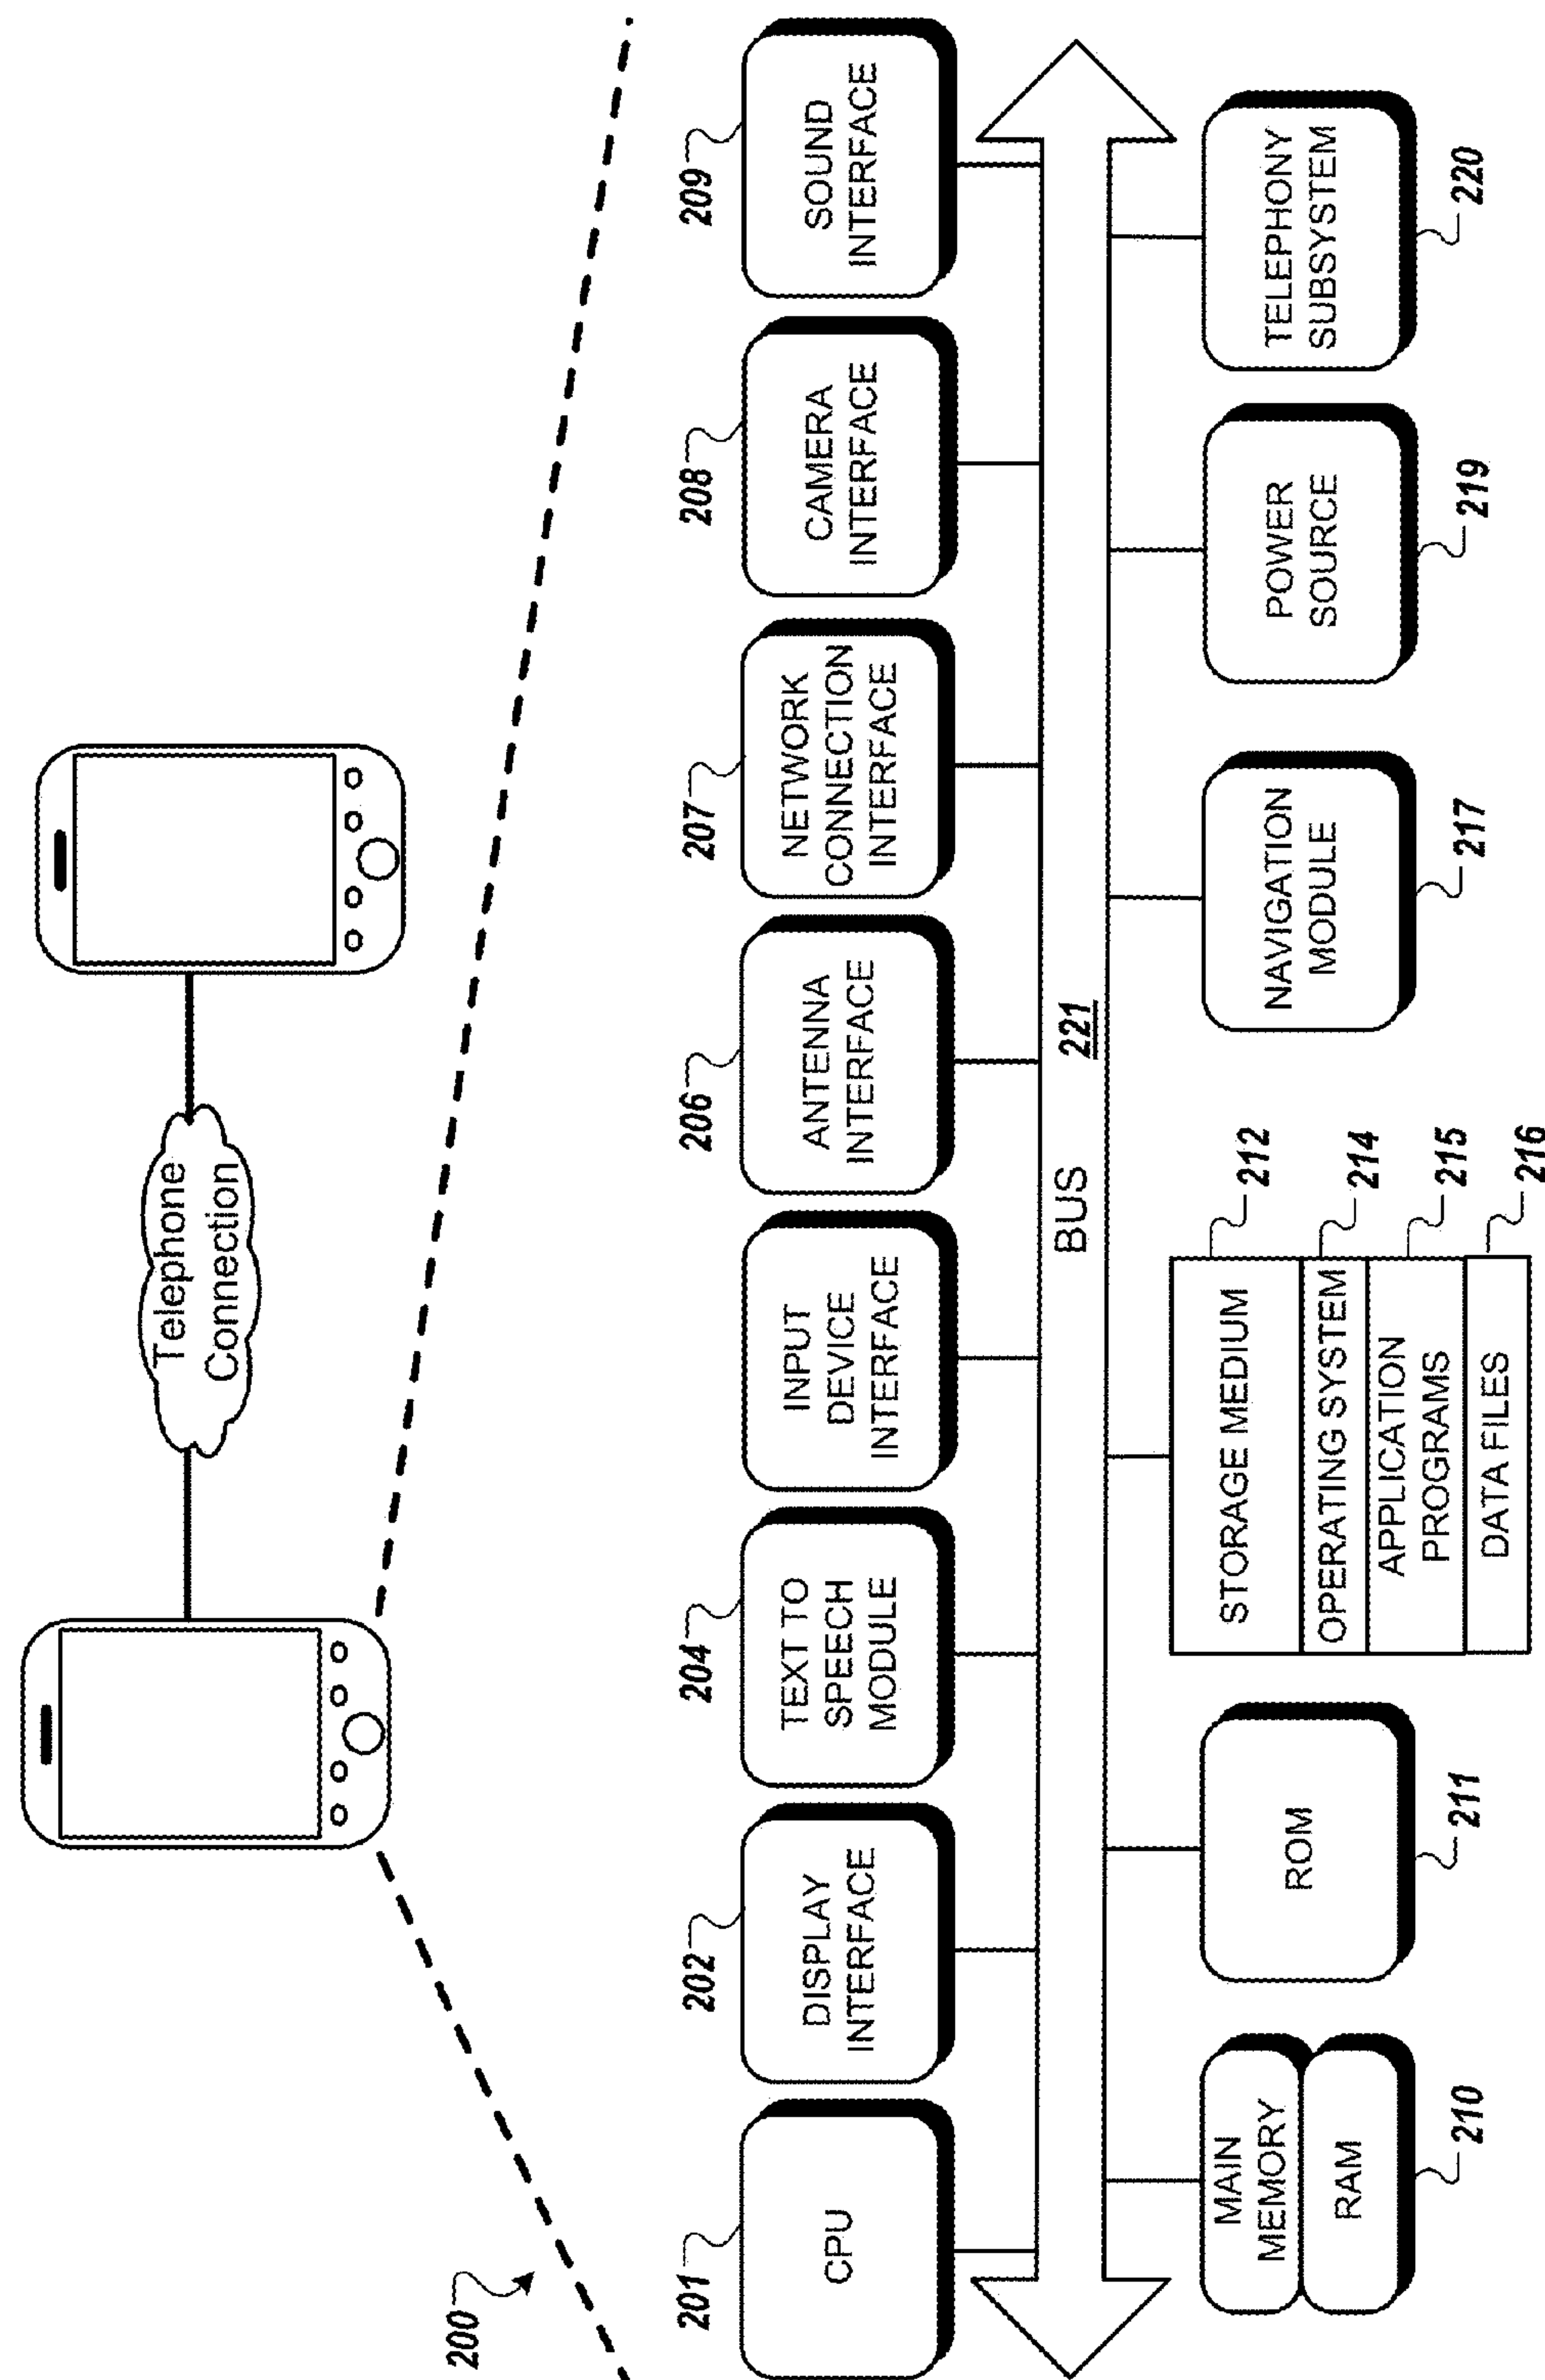 Telephone
Connection
200
201
CPU
202
DISPLAY
INTERFACE
204
TEXT TO
SPEECH
MODULE
INPUT
DEVICE
INTERFACE
206
ANTENNA
INTERFACE
207
NETWORK
CONNECTION
INTERFACE
208
CAMERA
INTERFACE
209
SOUND
INTERFACE
BUS 221
MAIN
MEMORY
RAM
210
ROM
211
STORAGE MEDIUM
212
OPERATING SYSTEM
214
APPLICATION
PROGRAMS
215
DATA FILES
216
NAVIGATION
MODULE
217
POWER
SOURCE
219
TELEPHONY
SUBSYSTEM
220